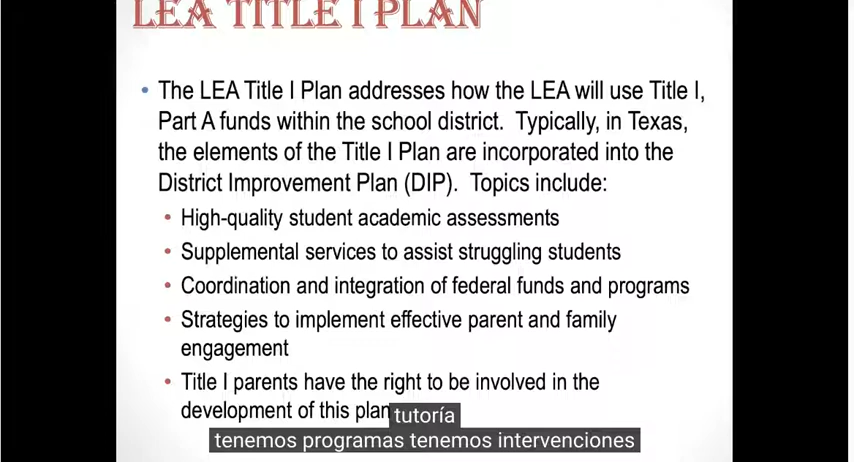 LEA TITLE I PLAN
• The LEA Title I Plan addresses how the LEA will use Title I,
Part A funds within the school district. Typically, in Texas,
the elements of the Title I Plan are incorporated into the
District Improvement Plan (DIP). Topics include:
• High-quality student academic assessments
• Supplemental services to assist struggling students
• Coordination and integration of federal funds and programs
• Strategies to implement effective parent and family
engagement
• Title I parents have the right to be involved in the
development of this plan
tutoría
tenemos programas tenemos intervenciones